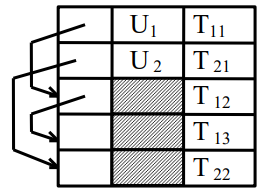 U₁ T₁₁
U₂ T₂₁
T₁₂
T₁₃
T₂₂